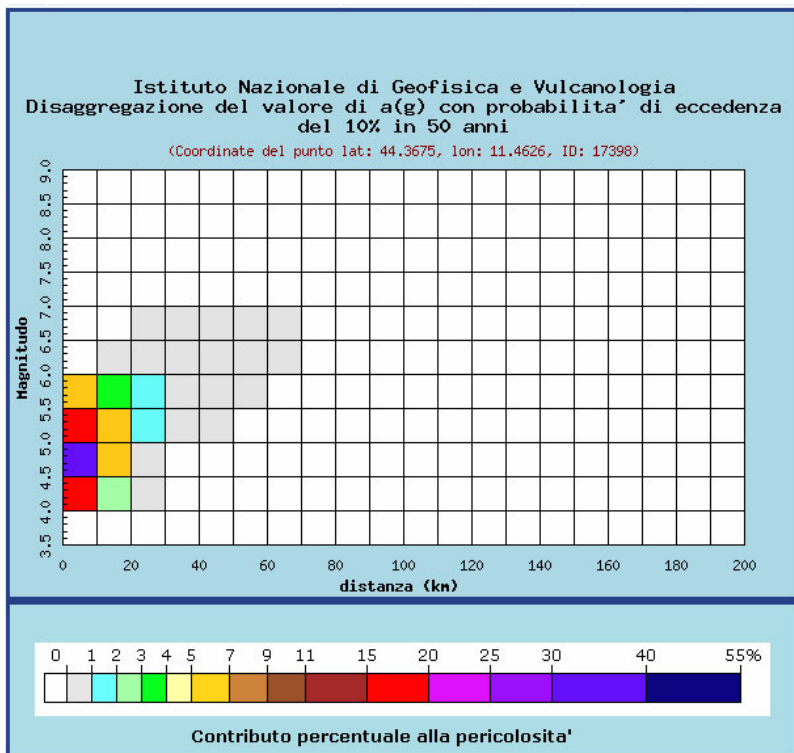 Istituto Nazionale di Geofisica e Vulcanologia
Disaggregazione del valore di a(g) con probabilita' di eccedenza
del 10% in 50 anni
(Coordinate del punto lat: 44.3675, lon: 11.4626, ID: 17398)
Magnitudo
9.0
8.5
8.0
7.5
7.0
6.5
6.0
5.5
5.0
4.5
4.0
3.5
0 20 40 60 80 100 120 140 160 180 200
distanza (km)
0 1 2 3 4 5 7 9 11 15 20 25 30 40 55%
Contributo percentuale alla pericolosita'